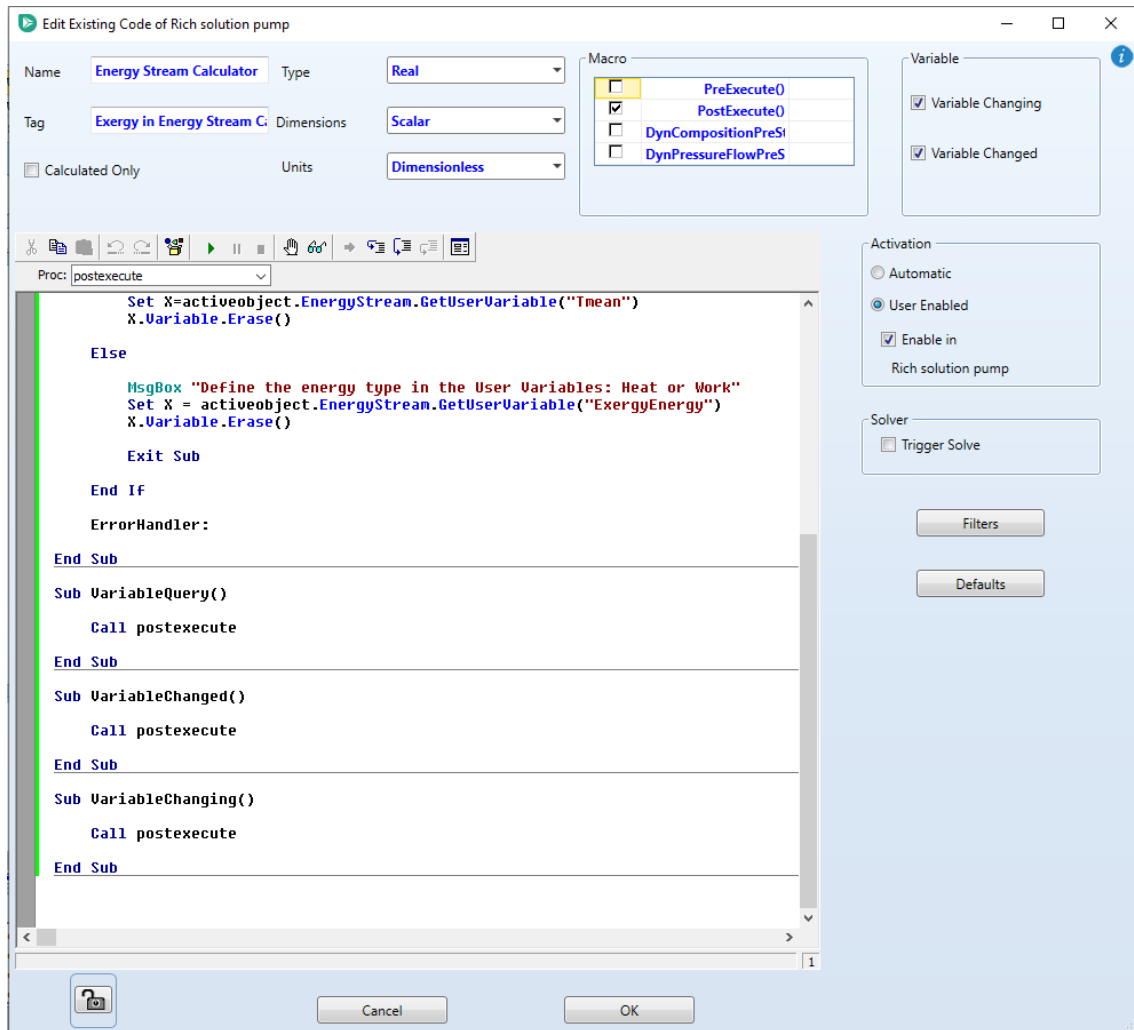 Edit Existing Code of Rich solution pump
Name
Energy Stream Calculator
Type
Real
Tag
Exergy in Energy Stream Ca
Dimensions
Scalar
Calculated Only
Units
Dimensionless
Macro
PreExecute()
PostExecute()
DynCompositionPreSt
DynPressureFlowPreS
Variable
Variable Changing
Variable Changed
Proc: postexecute
Set X=activeobject.EnergyStream.GetUserVariable("Tmean")
X.Variable.Erase()
Else
MsgBox "Define the energy type in the User Variables: Heat or Work"
Set X = activeobject.EnergyStream.GetUserVariable("ExergyEnergy")
X.Variable.Erase()
Exit Sub
End If
ErrorHandler:
End Sub
Sub VariableQuery()
Call postexecute
End Sub
Sub VariableChanged()
Call postexecute
End Sub
Sub VariableChanging()
Call postexecute
End Sub
1
Activation
Automatic
User Enabled
Enable in
Rich solution pump
Solver
Trigger Solve
Filters
Defaults
Cancel
OK